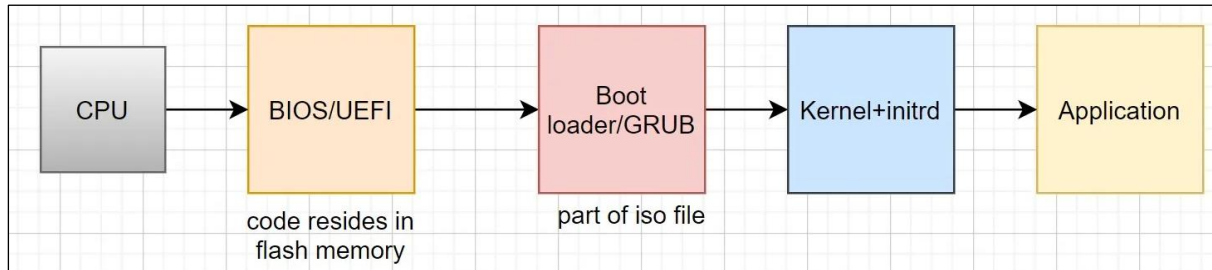 CPU
BIOS/UEFI
Boot
loader/GRUB
Kernel+initrd
Application
code resides in
flash memory
part of iso file